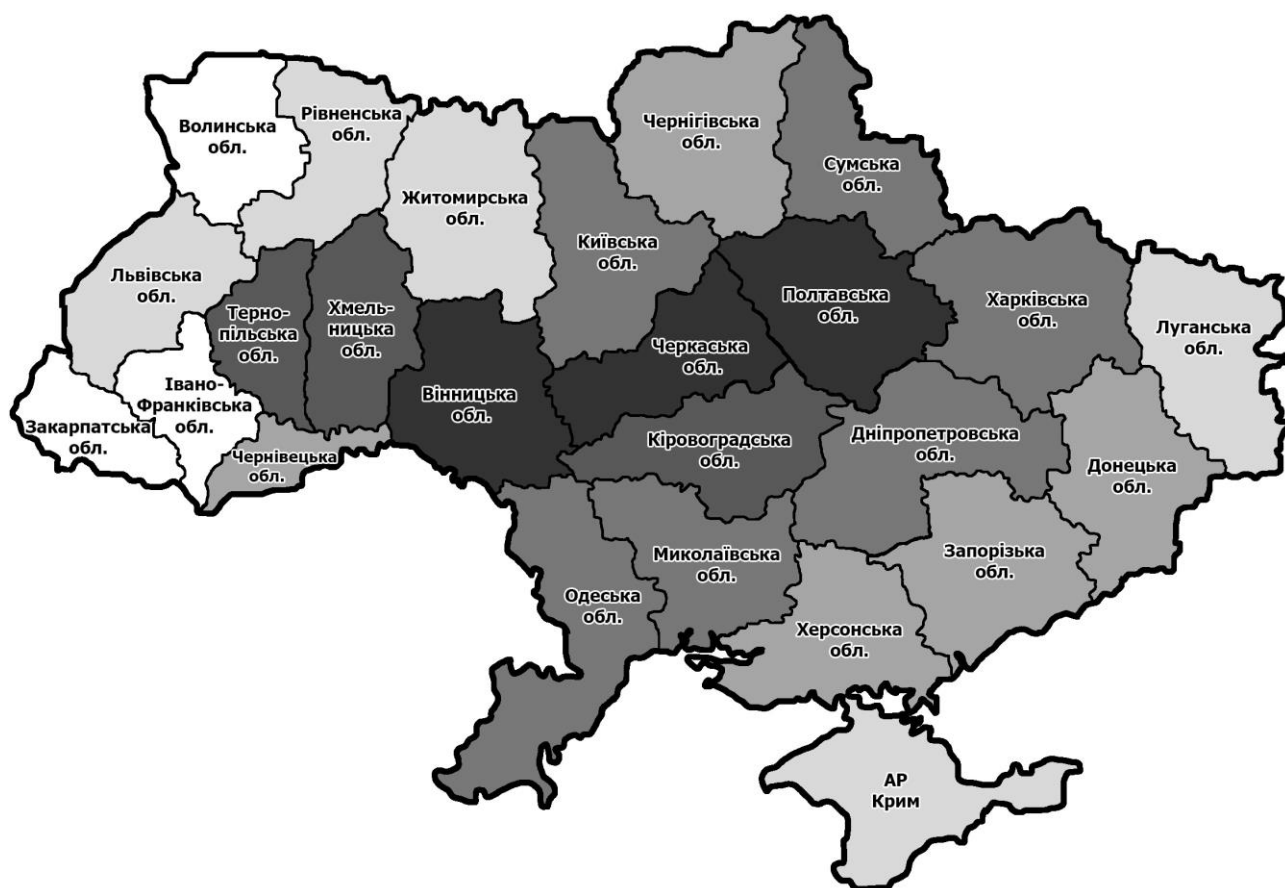 Волинська
обл.
Рівненська
обл.
Житомирська
обл.
Київська
обл.
Чернігівська
обл.
Сумська
обл.
Львівська
обл.
Терно-
пільська
обл.
Хмель-
ницька
обл.
Вінницька
обл.
Черкаська
обл.
Полтавська
обл.
Харківська
обл.
Луганська
обл.
Закарпатська
обл.
Івано-
Франківська
обл.
Чернівецька
обл.
Кіровоградська
обл.
Дніпропетровська
обл.
Донецька
обл.
Одеська
обл.
Миколаївська
обл.
Запорізька
обл.
Херсонська
обл.
АР
Крим